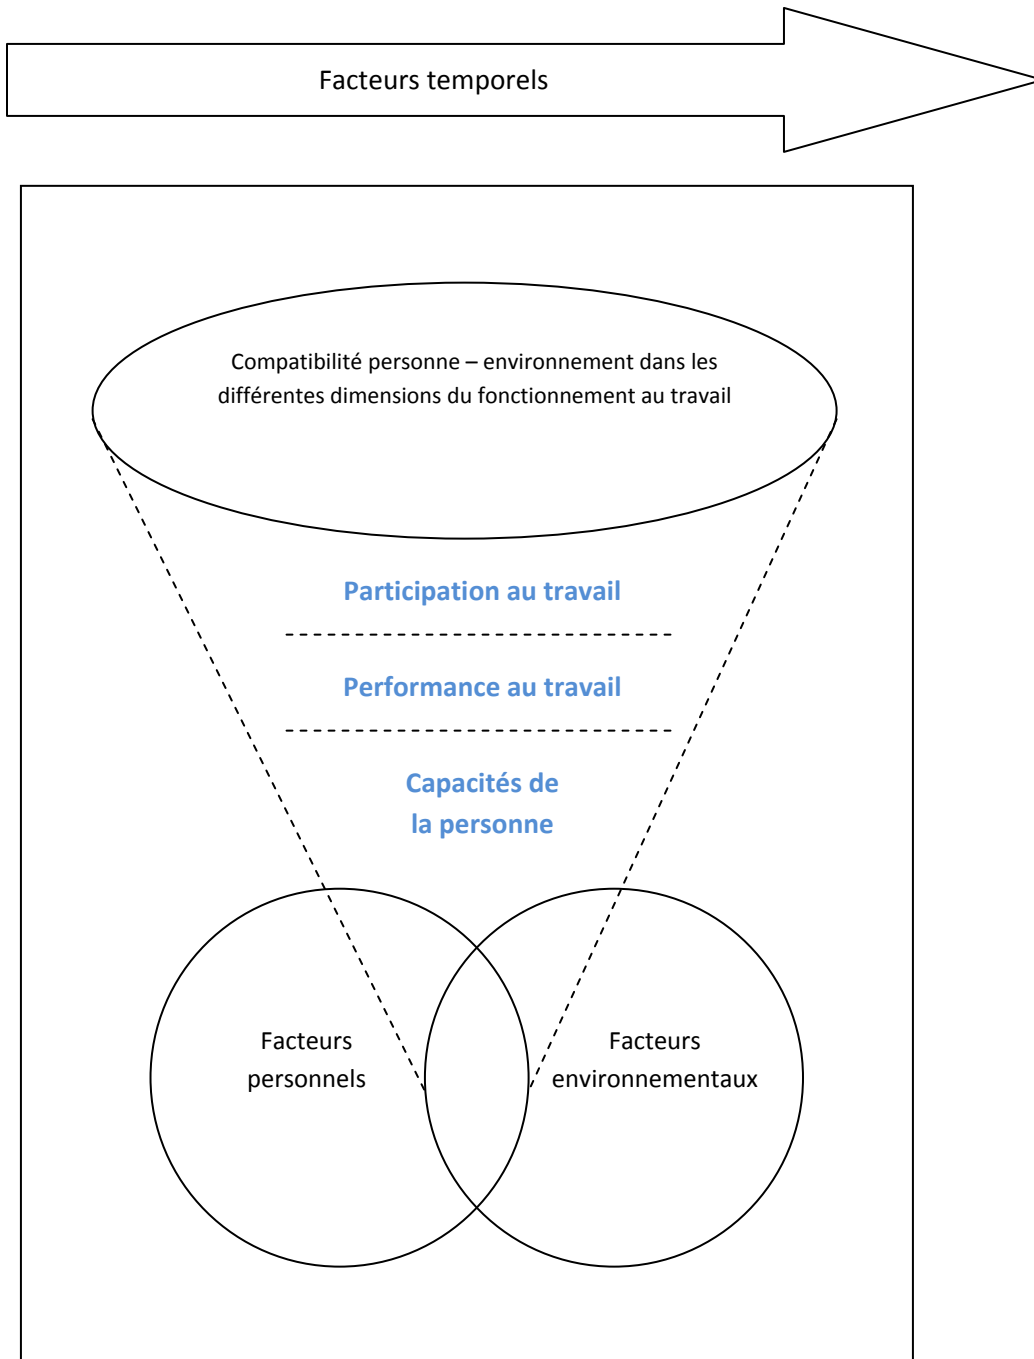 Facteurs temporels
Compatibilité personne – environnement dans les
différentes dimensions du fonctionnement au travail
Participation au travail
Performance au travail
Capacités de
la personne
Facteurs
personnels
Facteurs
environnementaux